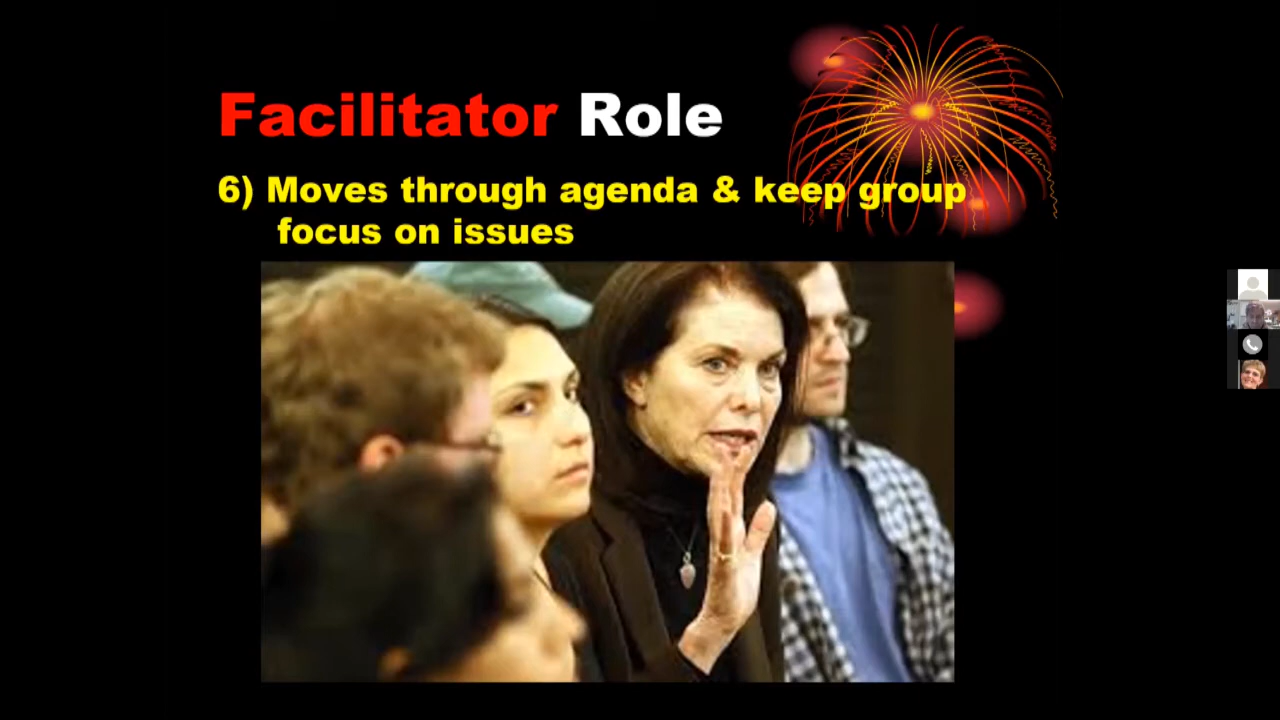 Facilitator Role
6) Moves through agenda & keep group
focus on issues